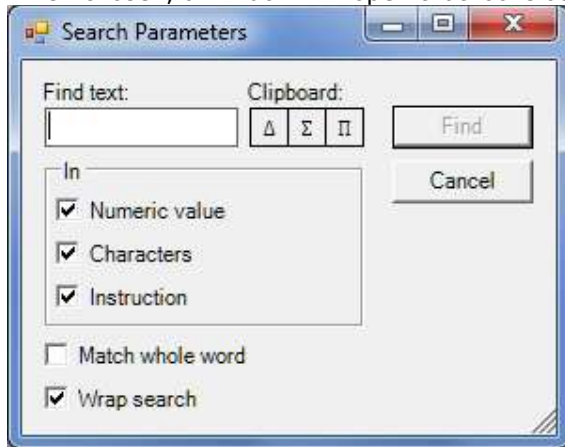 Search Parameters
Find text: Clipboard:
Δ Σ Π Find
In Cancel
Numeric value
Characters
Instruction
Match whole word
Wrap search